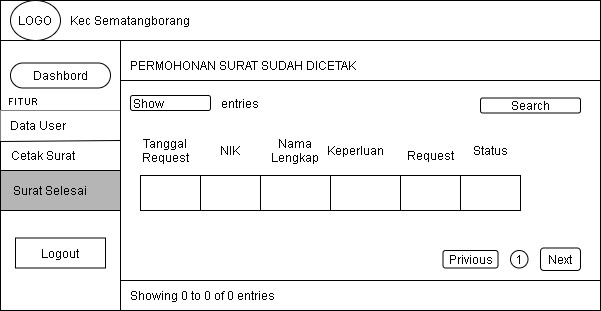 LOGO Kec Sematangborang
Dashbord
FITUR
Data User
Cetak Surat
Surat Selesai
Logout
PERMOHONAN SURAT SUDAH DICETAK
Show entries
Search
Tanggal Request
NIK
Nama Lengkap
Keperluan
Request
Status
Privious 1 Next
Showing 0 to 0 of 0 entries